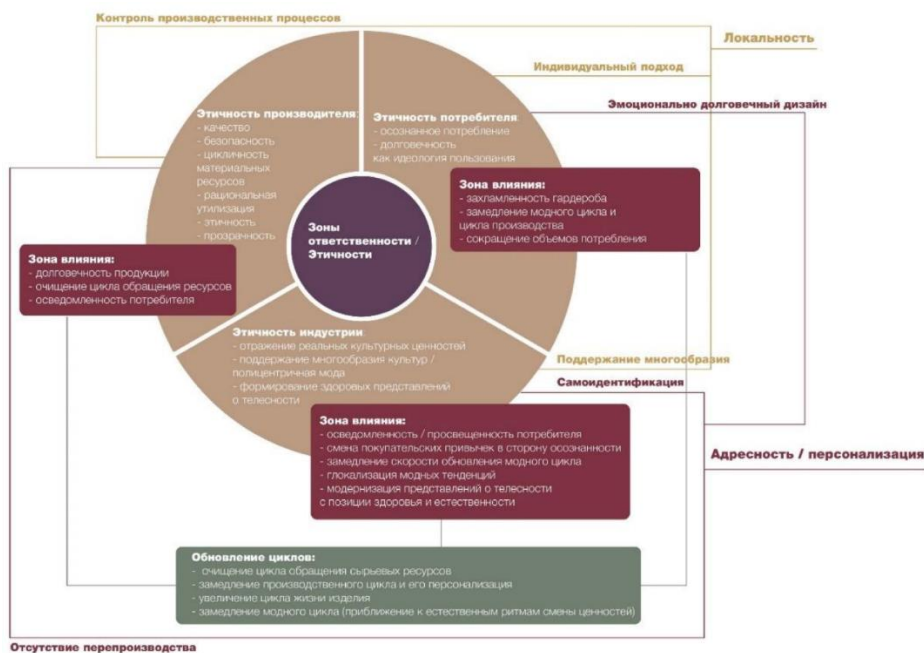 Контроль производственных процессов
Локальность
Индивидуальный подход
Эмоционально долговечный дизайн
Этичность производителя:
- качество
- безопасность
- цикличность
материальных
ресурсов
- рациональная
утилизация
- этичность
- прозрачность
Этичность потребителя:
- осознанное потребление
- долговечность
как идеология пользования
Зона влияния:
- захламленность гардероба
- замедление модного цикла и
цикла производства
- сокращение объемов потребления
Зоны
ответственности /
Этичности
Зона влияния:
- долговечность продукции
- очищение цикла обращения ресурсов
- осведомленность потребителя
Этичность индустрии:
- отражение реальных культурных ценностей
- поддержание многообразия культур /
полицентричная мода
- формирование здоровых представлений
о телесности
Поддержание многообразия
Самоидентификация
Зона влияния:
- осведомленность / просвещенность потребителя
- смена покупательских привычек в сторону осознанности
- замедление скорости обновления модного цикла
- глокализация модных тенденций
- модернизация представлений о телесности
с позиции здоровья и естественности
Адресность / персонализация
Обновление циклов:
- очищение цикла обращения сырьевых ресурсов
- замедление производственного цикла и его персонализация
- увеличение цикла жизни изделия
- замедление модного цикла (приближение к естественным ритмам смены ценностей)
Отсутствие перепроизводства